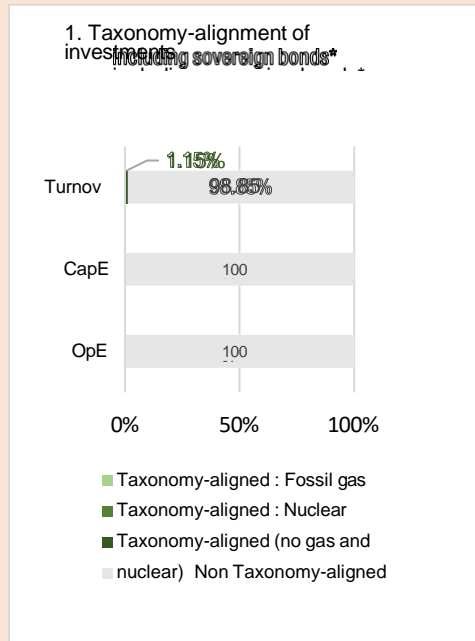 1. Taxonomy-alignment of
investments
including sovereign bonds*
1.15%
Turnov
98.85%
CapE
100
OpE
100
0% 50% 100%
Taxonomy-aligned : Fossil gas
Taxonomy-aligned : Nuclear
Taxonomy-aligned (no gas and
nuclear) Non Taxonomy-aligned